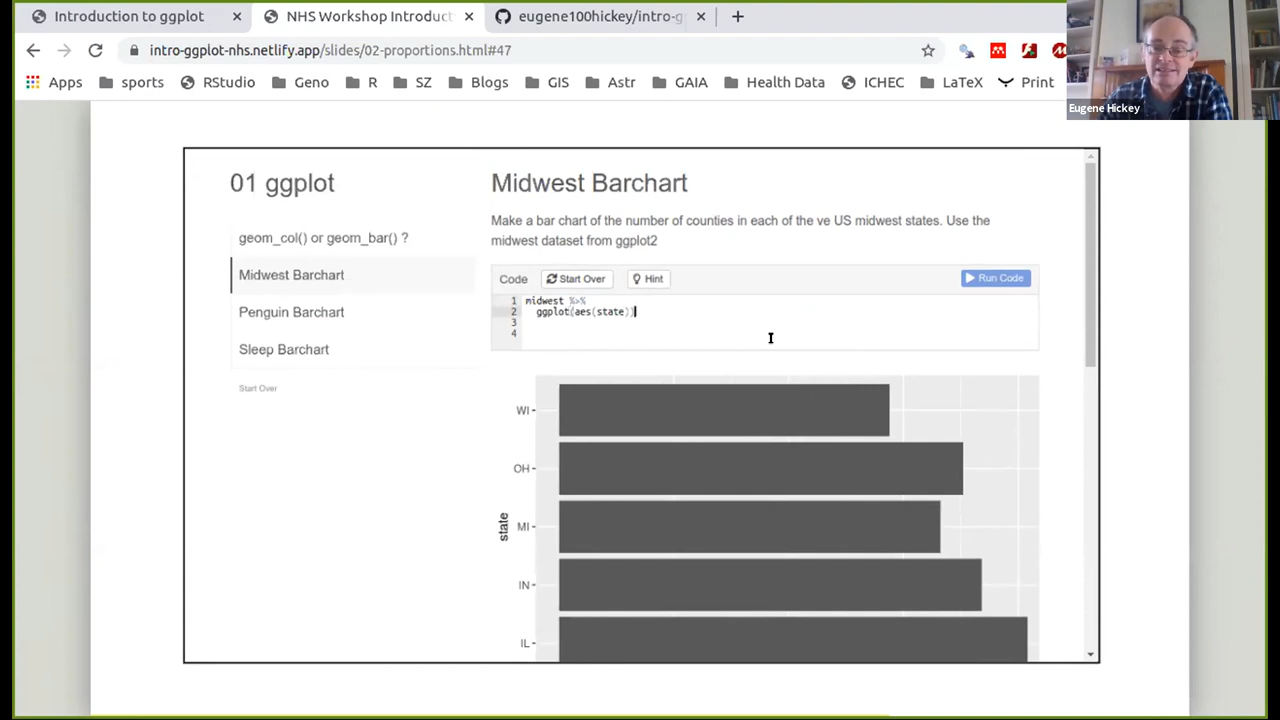 Introduction to ggplot
NHS Workshop Introduct
eugene100hickey/intro-g
intro-ggplot-nhs.netlify.app/slides/02-proportions.html#47
Apps sports RStudio Geno R SZ Blogs GIS Astr GAIA Health Data ICHEC LaTeX Print
Eugene Hickey
01 ggplot
geom_col() or geom_bar() ?
Midwest Barchart
Penguin Barchart
Sleep Barchart
Start Over
Midwest Barchart
Make a bar chart of the number of counties in each of the ve US midwest states. Use the
midwest dataset from ggplot2
Code Start Over Hint Run Code
1 midwest %>%
2 ggplot(aes(state))
3
4
WI
OH
MI
IN
IL
state